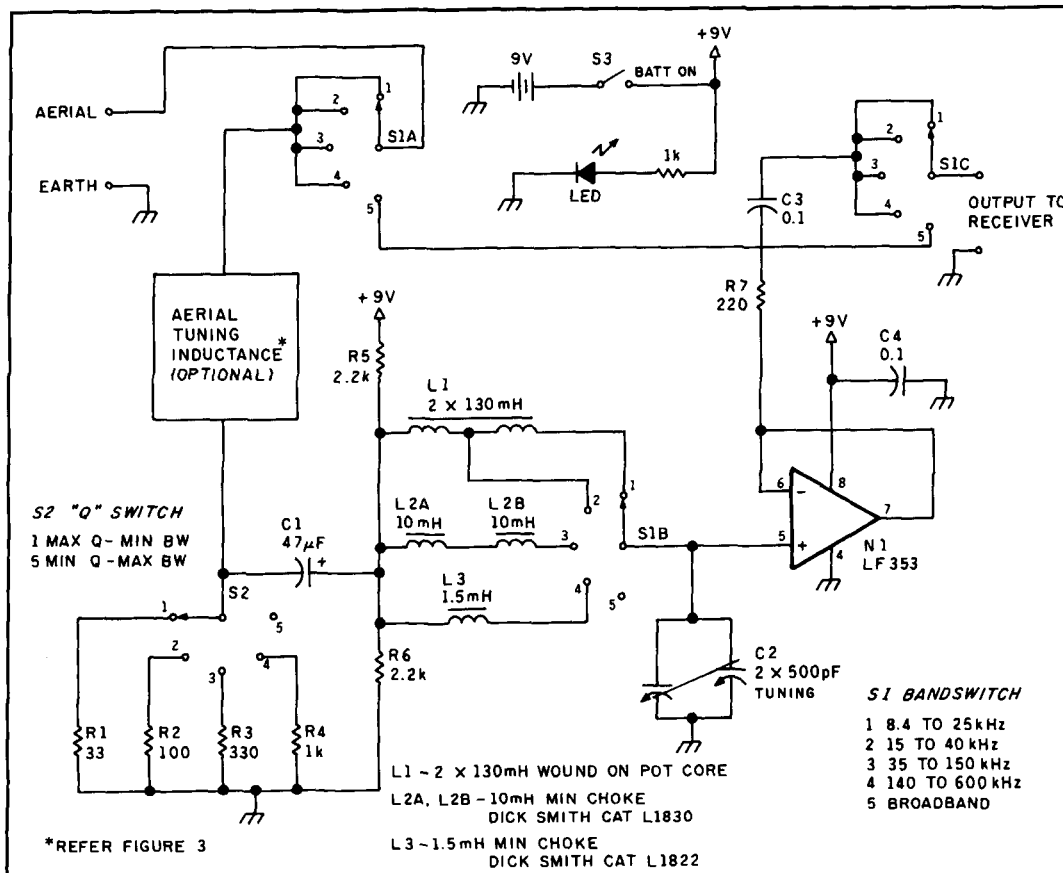 AERIAL
EARTH
1
2
3
4
5
S1A
9V
S3
BATT ON
+9V
LED
1k
C3
0.1
1
2
3
4
5
S1C
OUTPUT TO
RECEIVER
AERIAL
TUNING
INDUCTANCE*
(OPTIONAL)
+9V
R5
2.2k
L1
2 × 130mH
R7
220
+9V
C4
0.1
S2 "Q" SWITCH
1 MAX Q - MIN BW
5 MIN Q - MAX BW
C1
47µF
+
L2A
10mH
L2B
10mH
L3
1.5mH
1
2
3
4
5
S1B
6
-
5
+
8
7
4
N1
LF353
S2
1
2
3
4
5
R6
2.2k
C2
2 × 500pF
TUNING
R1
33
R2
100
R3
330
R4
1k
S1 BANDSWITCH
1 8.4 TO 25kHz
2 15 TO 40kHz
3 35 TO 150kHz
4 140 TO 600kHz
5 BROADBAND
L1 - 2 × 130mH WOUND ON POT CORE
L2A, L2B - 10mH MIN CHOKE
DICK SMITH CAT L1830
L3 - 1.5mH MIN CHOKE
DICK SMITH CAT L1822
*REFER FIGURE 3